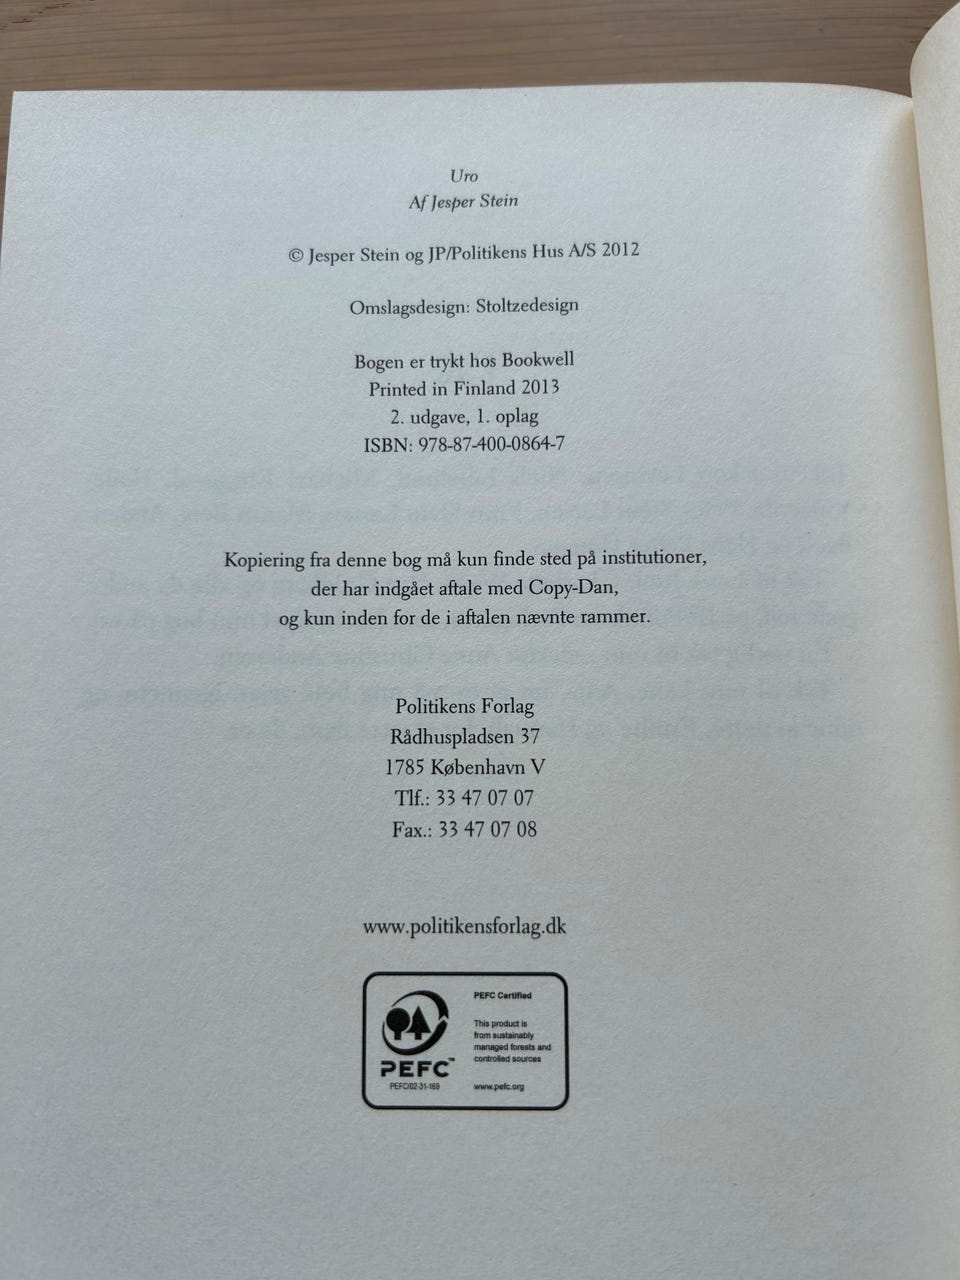 Uro
Af Jesper Stein
© Jesper Stein og JP/Politikens Hus A/S 2012
Omslagsdesign: Stoltzedesign
Bogen er trykt hos Bookwell
Printed in Finland 2013
2. udgave, 1. oplag
ISBN: 978-87-400-0864-7
Kopiering fra denne bog må kun finde sted på institutioner,
der har indgået aftale med Copy-Dan,
og kun inden for de i aftalen nævnte rammer.
Politikens Forlag
Rådhuspladsen 37
1785 København V
Tlf.: 33 47 07 07
Fax.: 33 47 07 08
www.politikensforlag.dk
PEFC™
PEFC/02-31-169
PEFC Certified
This product is
from sustainably
managed forests and
controlled sources
www.pefc.org